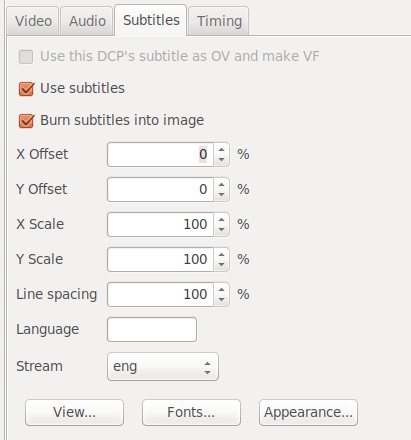 Video Audio Subtitles Timing
Use this DCP's subtitle as OV and make VF
Use subtitles
Burn subtitles into image
X Offset 0 %
Y Offset 0 %
X Scale 100 %
Y Scale 100 %
Line spacing 100 %
Language
Stream eng
View... Fonts... Appearance...